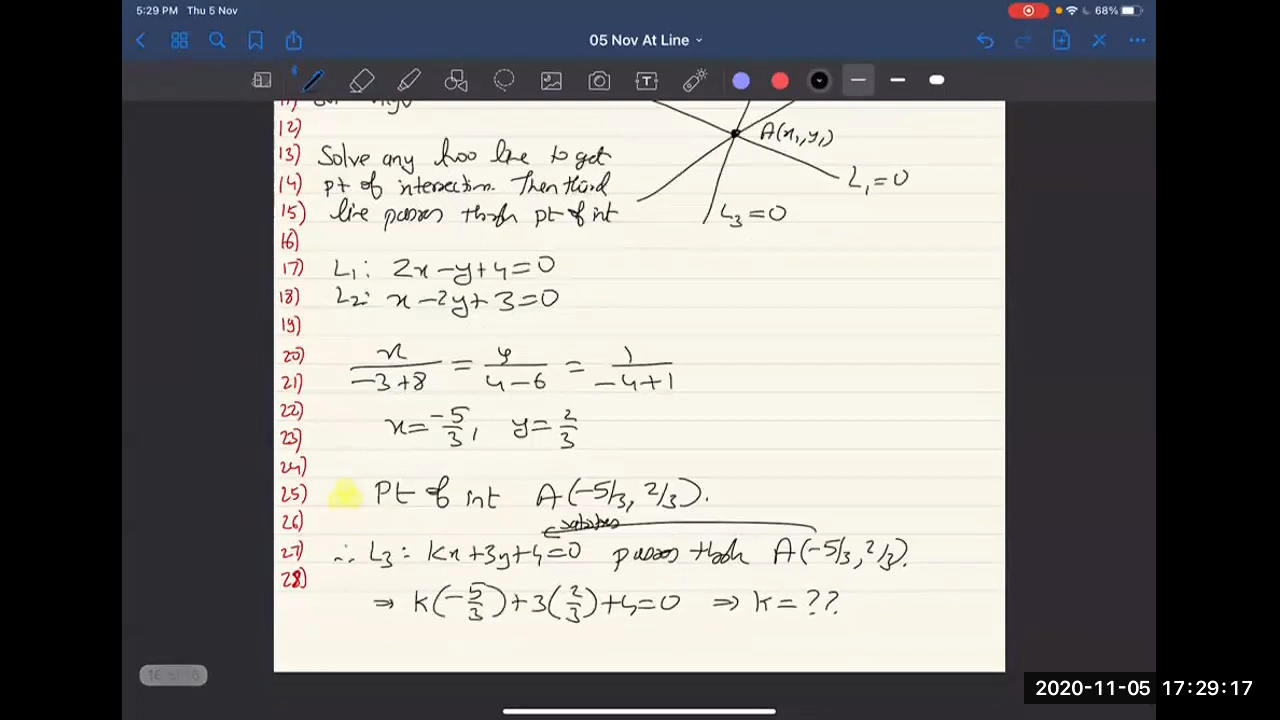 5:29 PM Thu 5 Nov
68%
05 Nov At Line
T
11)
12)
A(x₁,y₁)
13) Solve any two line to get
14) pt of intersection. Then third
L₁=0
15) line passes through pt of int
L₃=0
16)
17) L₁: 2x-y+4=0
18) L₂: x-2y+3=0
19)
20) x/(-3+8) = y/(4-6) = 1/(-4+1)
21)
22) x=-5/3, y=2/3
23)
24)
25) Pt of int A(-5/3, 2/3).
26) satisfies
27) ∴ L₃: kx+3y+4=0 passes through A(-5/3, 2/3).
28)
⇒ k(-5/3)+3(2/3)+4=0 ⇒ k=??
2020-11-05 17:29:17